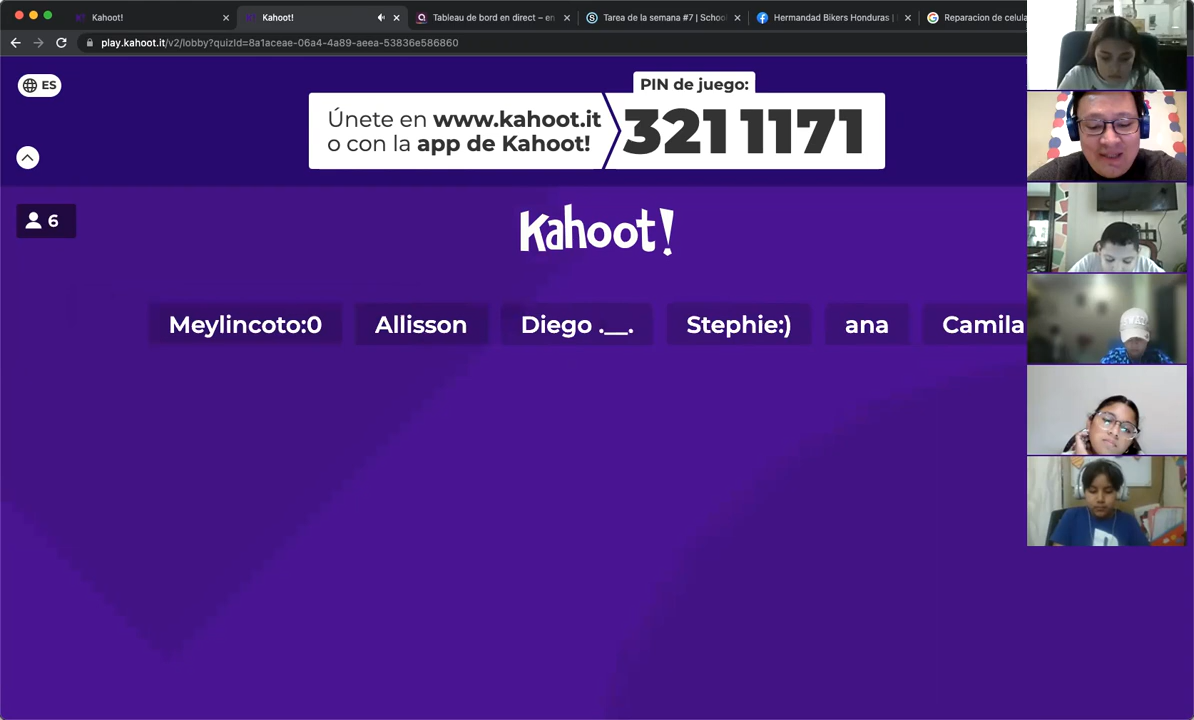 Kahoot!
Kahoot!
Tableau de bord en direct – en
Tarea de la semana #7 | School
Hermandad Bikers Honduras |
Reparacion de celula
play.kahoot.it/v2/lobby?quizId=8a1aceae-06a4-4a89-aeea-53836e586860
ES
PIN de juego:
Únete en www.kahoot.it
o con la app de Kahoot!
321 1171
6
Kahoot!
Meylincoto:0
Allisson
Diego .__.
Stephie:)
ana
Camila